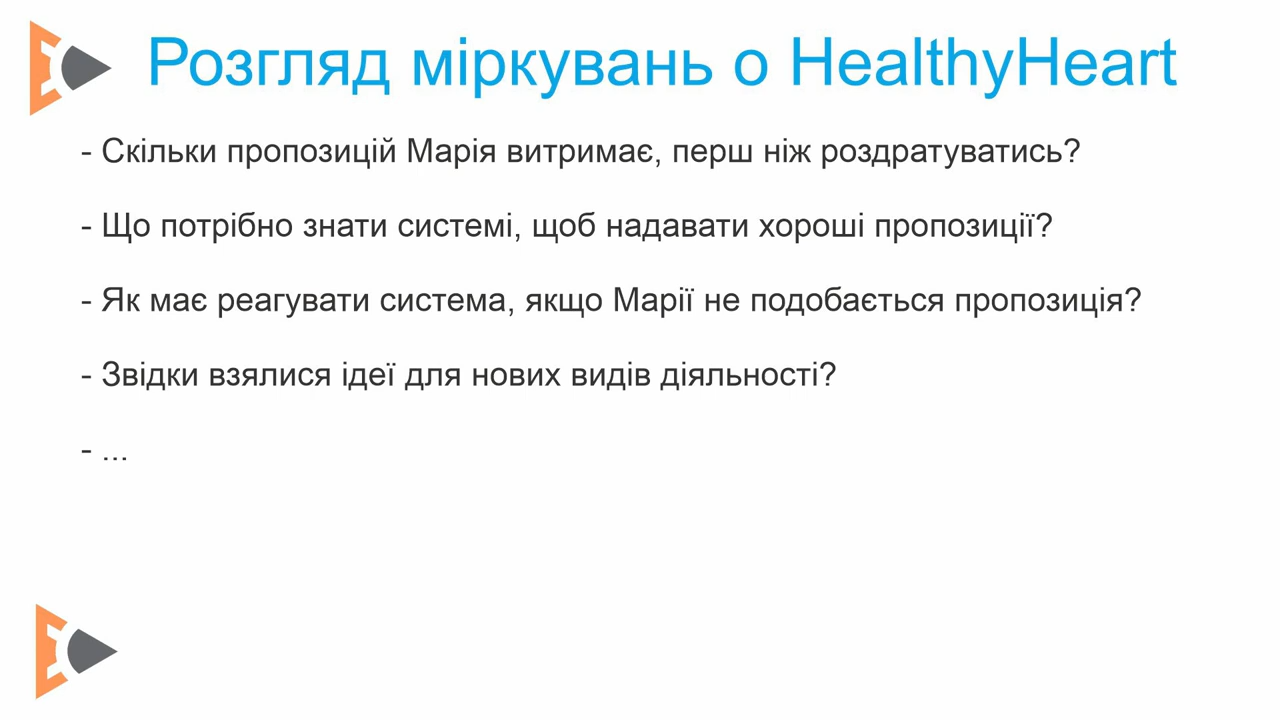 Розгляд міркувань о HealthyHeart
- Скільки пропозицій Марія витримає, перш ніж роздратуватись?
- Що потрібно знати системі, щоб надавати хороші пропозиції?
- Як має реагувати система, якщо Марії не подобається пропозиція?
- Звідки взялися ідеї для нових видів діяльності?
- ...